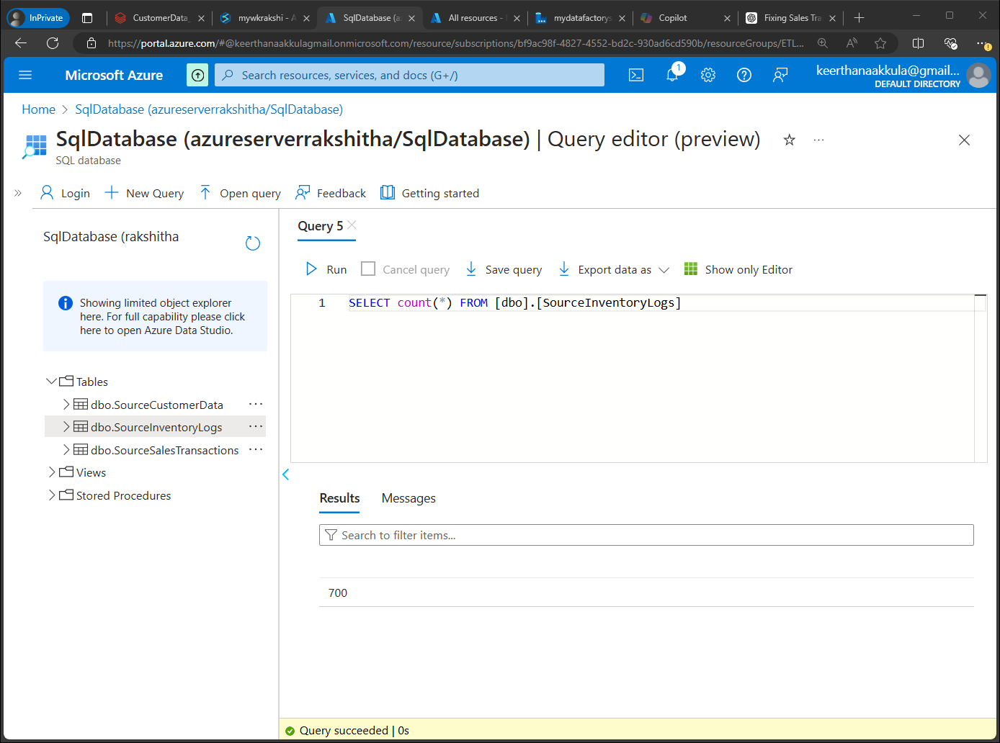 InPrivate
CustomerData_
mywkrakshi - A
SqlDatabase (a
All resources -
mydatafactorys
Copilot
Fixing Sales Tra
https://portal.azure.com/#@keerthanaakkulagmail.onmicrosoft.com/resource/subscriptions/bf9ac98f-4827-4552-bd2c-930ad6cd590b/resourceGroups/ETL...
Microsoft Azure
Search resources, services, and docs (G+/)
1
keerthanaakkula@gmail...
DEFAULT DIRECTORY
Home > SqlDatabase (azureserverrakshitha/SqlDatabase)
SqlDatabase (azureserverrakshitha/SqlDatabase) | Query editor (preview)
SQL database
Login
New Query
Open query
Feedback
Getting started
SqlDatabase (rakshitha
Showing limited object explorer
here. For full capability please click
here to open Azure Data Studio.
Tables
dbo.SourceCustomerData
dbo.SourceInventoryLogs
dbo.SourceSalesTransactions
Views
Stored Procedures
Query 5
Run
Cancel query
Save query
Export data as
Show only Editor
1 SELECT count(*) FROM [dbo].[SourceInventoryLogs]
Results
Messages
Search to filter items...
700
Query succeeded | 0s